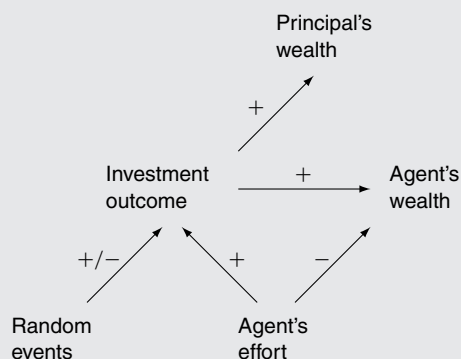 Principal's
wealth
+
Investment
outcome
+
Agent's
wealth
+/−
+
−
Random
events
Agent's
effort